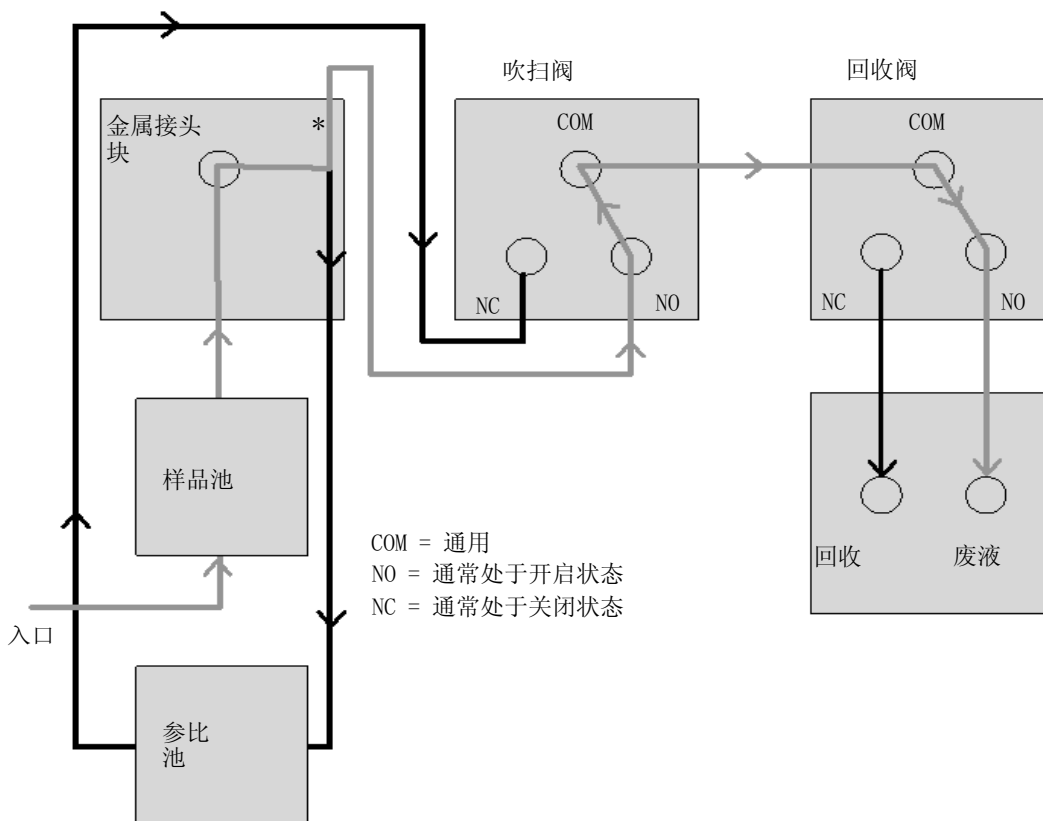 吹扫阀
回收阀
金属接头
块
*
COM
COM
NC
NO
NC
NO
样品池
COM = 通用
NO = 通常处于开启状态
NC = 通常处于关闭状态
回收
废液
入口
参比
池